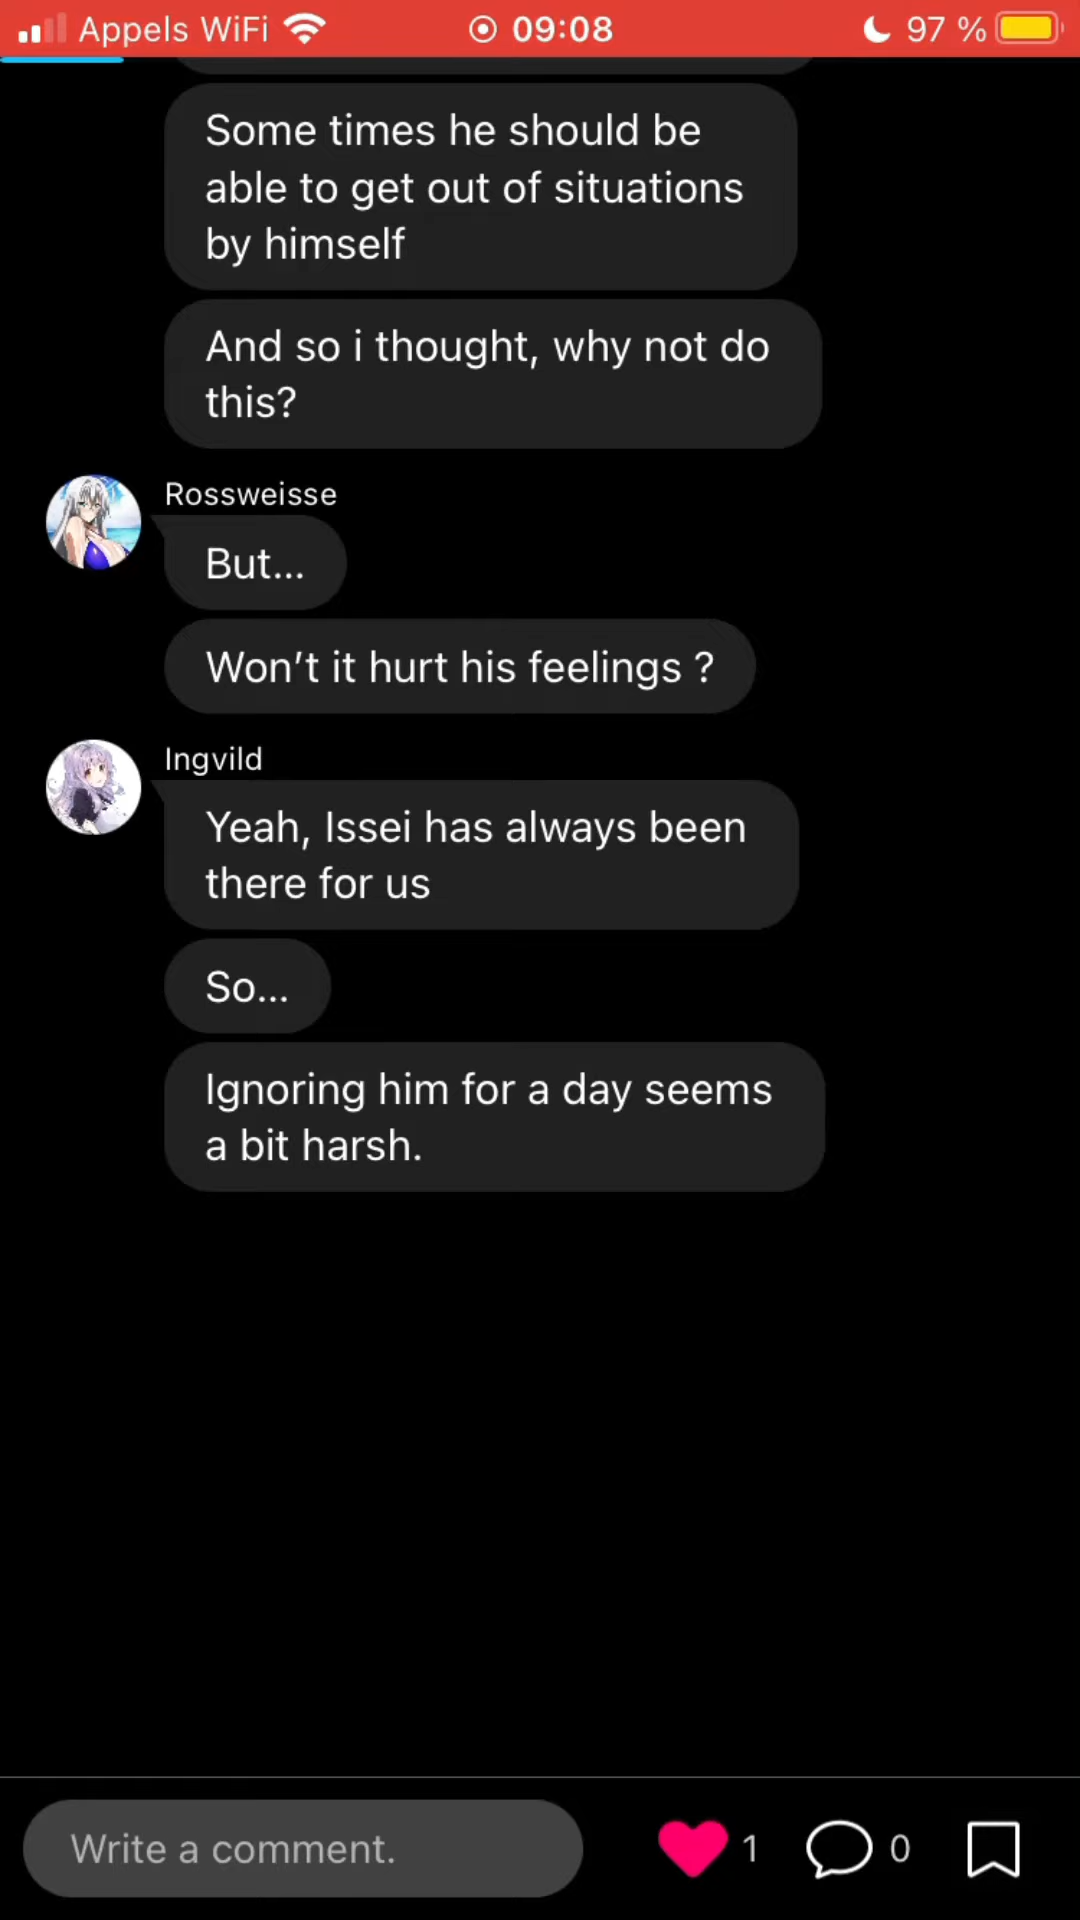 Appels WiFi 09:08 97 %
Some times he should be
able to get out of situations
by himself
And so i thought, why not do
this?
Rossweisse
But...
Won’t it hurt his feelings ?
Ingvild
Yeah, Issei has always been
there for us
So...
Ignoring him for a day seems
a bit harsh.
Write a comment. 1 0